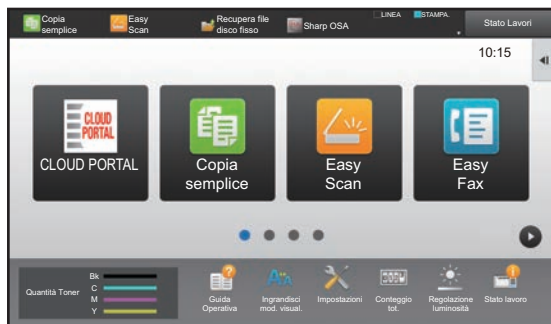 Copia
semplice
Easy
Scan
Recupera file
disco fisso
Sharp OSA
LINEA
STAMPA.
Stato Lavori
10:15
CLOUD
PORTAL
CLOUD PORTAL
Copia
semplice
Easy
Scan
Easy
Fax
Quantità Toner
Bk
C
M
Y
Guida
Operativa
Ingrandisci
mod. visual.
Impostazioni
Conteggio
tot.
Regolazione
luminosità
Stato lavoro